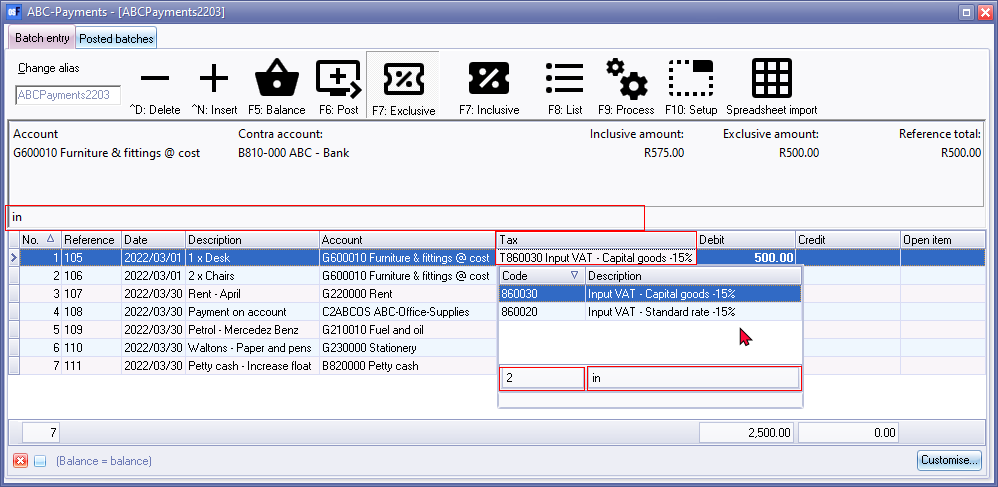 ABC-Payments - [ABCPayments2203]
Batch entry Posted batches
Change alias
ABCPayments2203
^D: Delete ^N: Insert F5: Balance F6: Post F7: Exclusive F7: Inclusive F8: List F9: Process F10: Setup Spreadsheet import
Account Contra account: Inclusive amount: Exclusive amount: Reference total:
G600010 Furniture & fittings @ cost B810-000 ABC - Bank R575.00 R500.00 R500.00
in
No. Reference Date Description Account Tax Debit Credit Open item
1 105 2022/03/01 1 x Desk G600010 Furniture & fittings @ cost T860030 Input VAT - Capital goods -15% 500.00
2 106 2022/03/01 2 x Chairs G600010 Furniture & fittings @ cost
3 107 2022/03/30 Rent - April G220000 Rent
4 108 2022/03/30 Payment on account C2ABCOS ABC-Office-Supplies
5 109 2022/03/30 Petrol - Mercedez Benz G210010 Fuel and oil
6 110 2022/03/30 Waltons - Paper and pens G230000 Stationery
7 111 2022/03/30 Petty cash - Increase float B820000 Petty cash
Code Description
860030 Input VAT - Capital goods -15%
860020 Input VAT - Standard rate -15%
2 in
7 2,500.00 0.00
(Balance = balance) Customise...